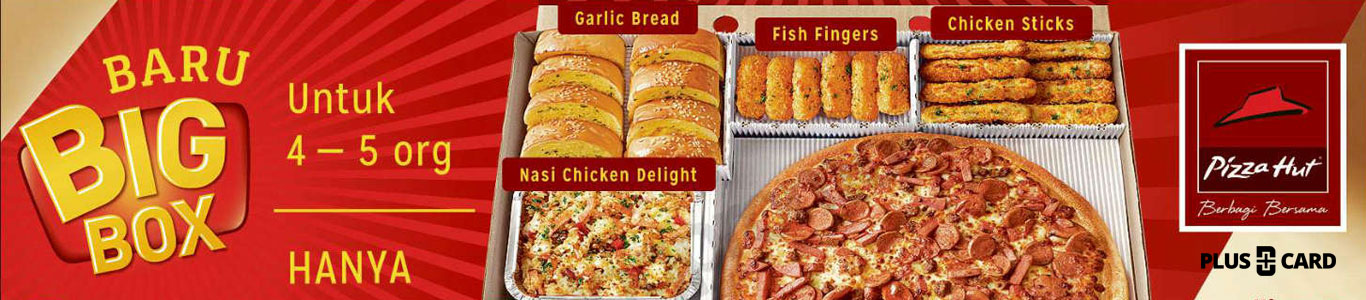 BARU
BIG
BOX
Untuk
4 – 5 org
HANYA
Garlic Bread
Fish Fingers
Chicken Sticks
Nasi Chicken Delight
Pizza Hut
Berbagi Bersama
PLUS CARD